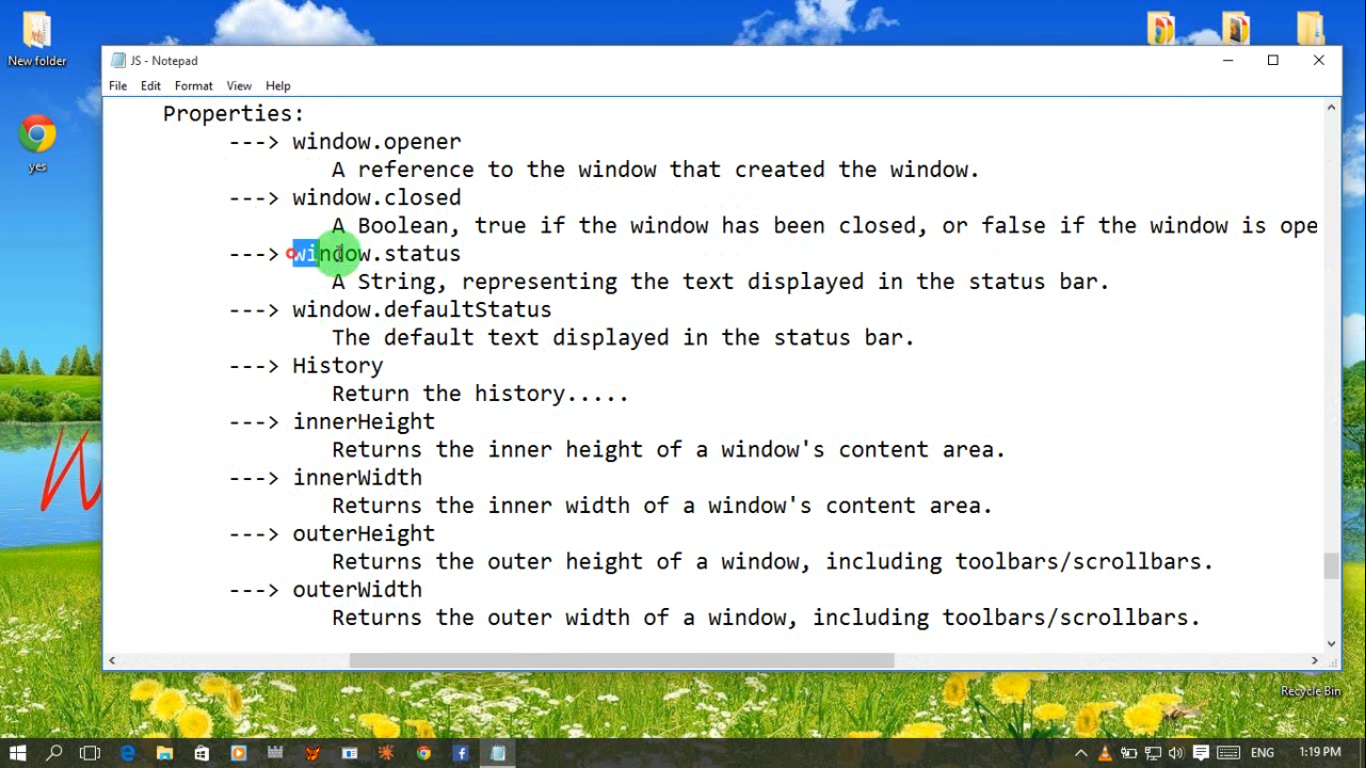 New folder
yes
JS - Notepad
File Edit Format View Help
Properties:
---> window.opener
A reference to the window that created the window.
---> window.closed
A Boolean, true if the window has been closed, or false if the window is ope
---> window.status
A String, representing the text displayed in the status bar.
---> window.defaultStatus
The default text displayed in the status bar.
---> History
Return the history.....
---> innerHeight
Returns the inner height of a window's content area.
---> innerWidth
Returns the inner width of a window's content area.
---> outerHeight
Returns the outer height of a window, including toolbars/scrollbars.
---> outerWidth
Returns the outer width of a window, including toolbars/scrollbars.
Recycle Bin
ENG 1:19 PM